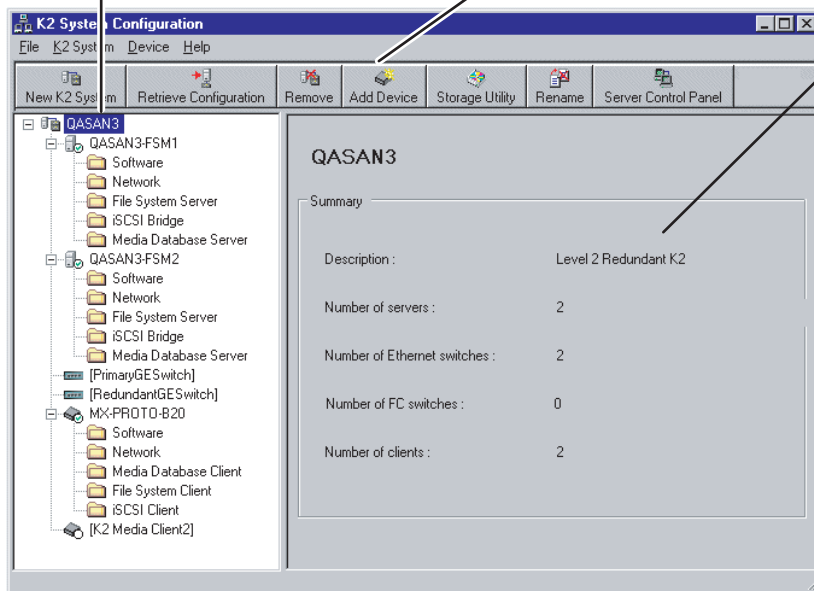 K2 System Configuration
File K2 System Device Help
New K2 System Retrieve Configuration Remove Add Device Storage Utility Rename Server Control Panel
QASAN3
QASAN3-FSM1
Software
Network
File System Server
iSCSI Bridge
Media Database Server
QASAN3-FSM2
Software
Network
File System Server
iSCSI Bridge
Media Database Server
[PrimaryGESwitch]
[RedundantGESwitch]
MX-PROTO-B20
Software
Network
Media Database Client
File System Client
iSCSI Client
[K2 Media Client2]
QASAN3
Summary
Description : Level 2 Redundant K2
Number of servers : 2
Number of Ethernet switches : 2
Number of FC switches : 0
Number of clients : 2